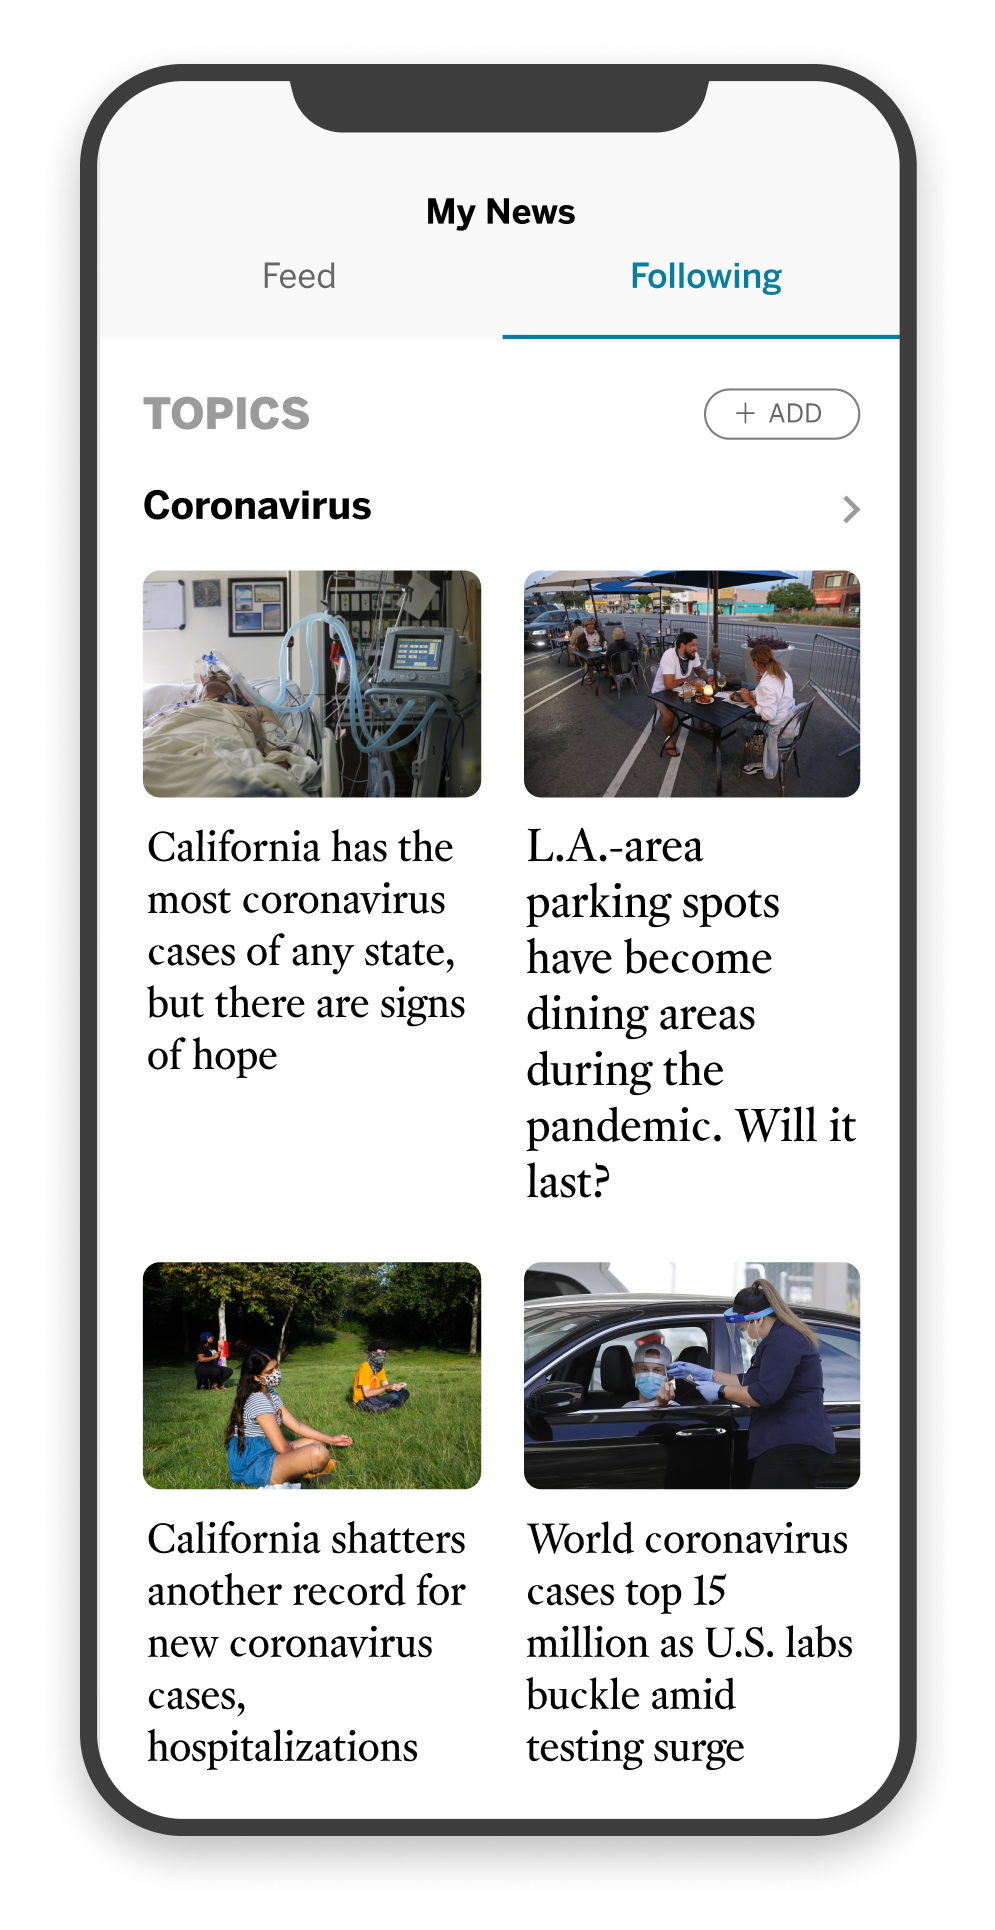 My News
Feed
Following
TOPICS
+ ADD
Coronavirus
California has the
most coronavirus
cases of any state,
but there are signs
of hope
L.A.-area
parking spots
have become
dining areas
during the
pandemic. Will it
last?
California shatters
another record for
new coronavirus
cases,
hospitalizations
World coronavirus
cases top 15
million as U.S. labs
buckle amid
testing surge